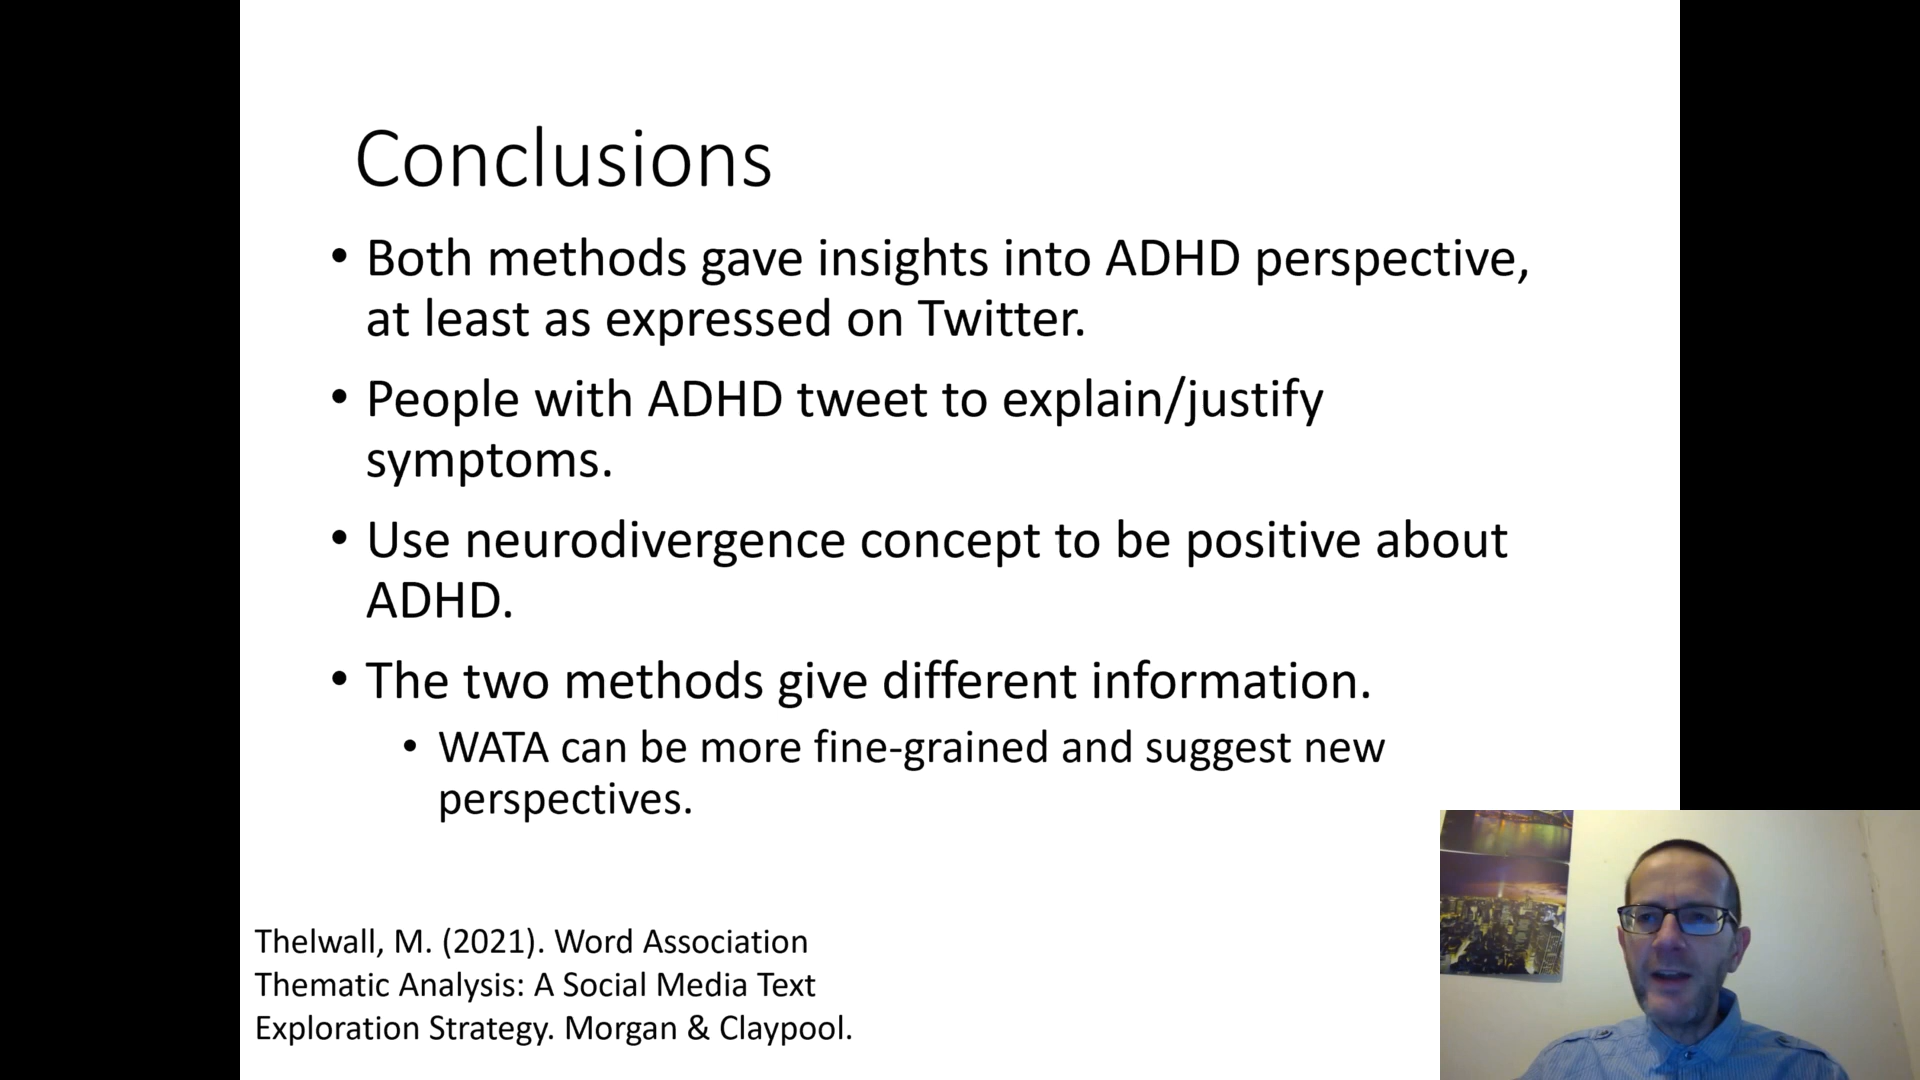 Conclusions
• Both methods gave insights into ADHD perspective,
at least as expressed on Twitter.
• People with ADHD tweet to explain/justify
symptoms.
• Use neurodivergence concept to be positive about
ADHD.
• The two methods give different information.
• WATA can be more fine-grained and suggest new
perspectives.
Thelwall, M. (2021). Word Association
Thematic Analysis: A Social Media Text
Exploration Strategy. Morgan & Claypool.